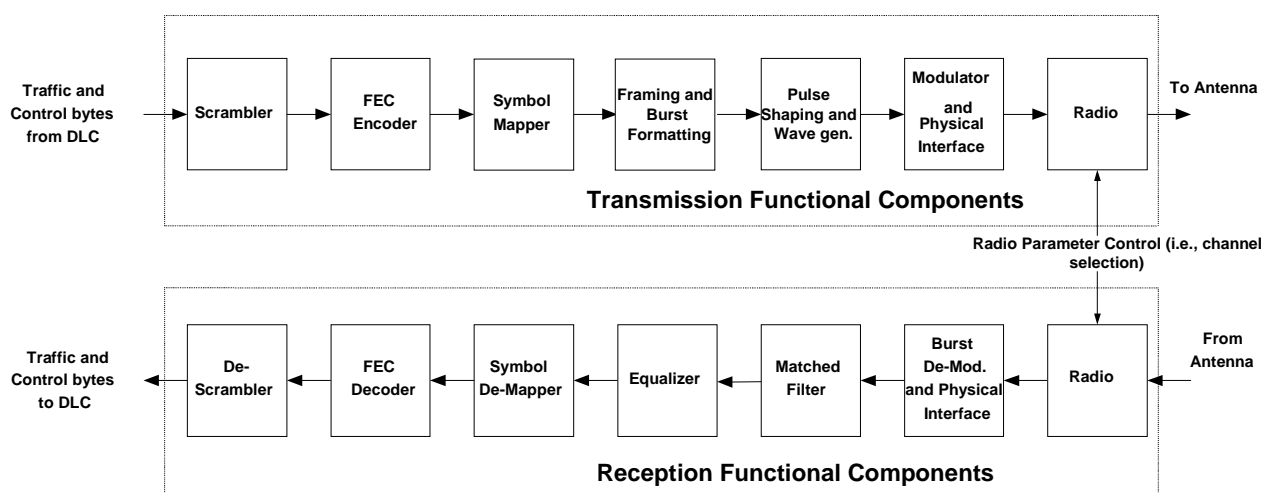 Traffic and
Control bytes
from DLC
Scrambler
FEC
Encoder
Symbol
Mapper
Framing and
Burst
Formatting
Pulse
Shaping and
Wave gen.
Modulator
and
Physical
Interface
Radio
To Antenna
Transmission Functional Components
Radio Parameter Control (i.e., channel
selection)
Traffic and
Control bytes
to DLC
De-
Scrambler
FEC
Decoder
Symbol
De-Mapper
Equalizer
Matched
Filter
Burst
De-Mod.
and Physical
Interface
Radio
From
Antenna
Reception Functional Components